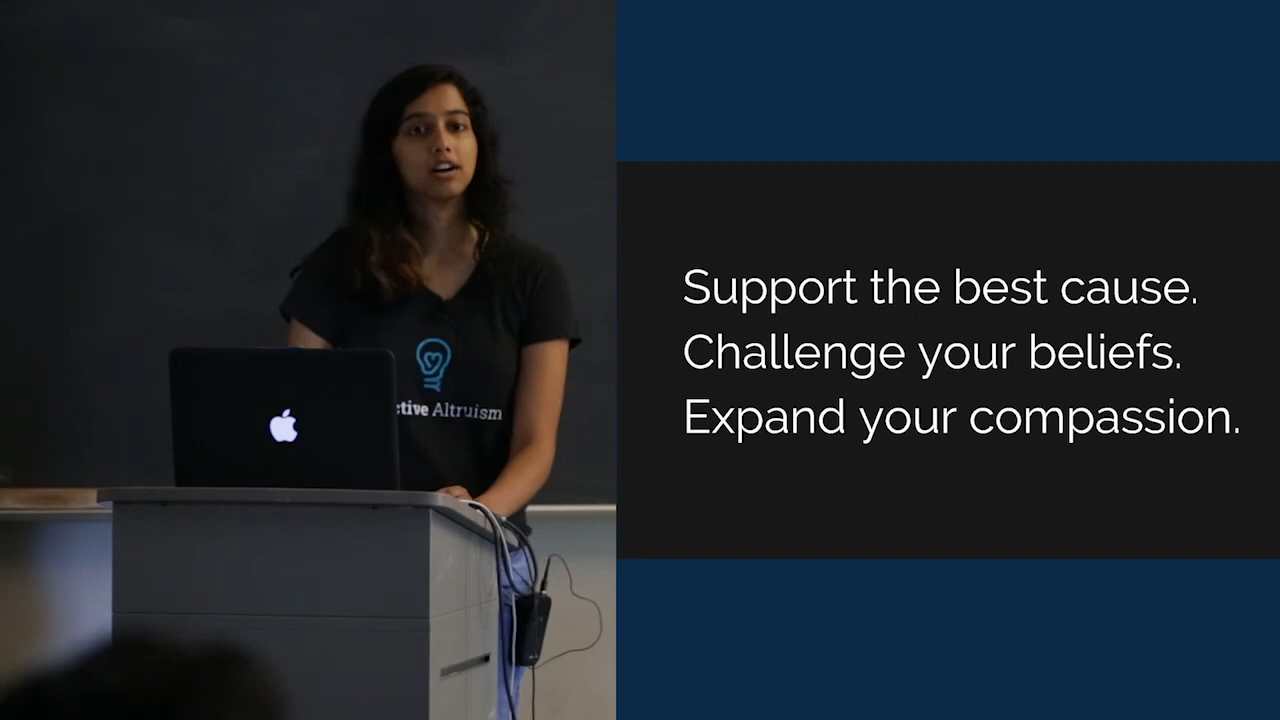 ctive Altruism
Support the best cause.
Challenge your beliefs.
Expand your compassion.